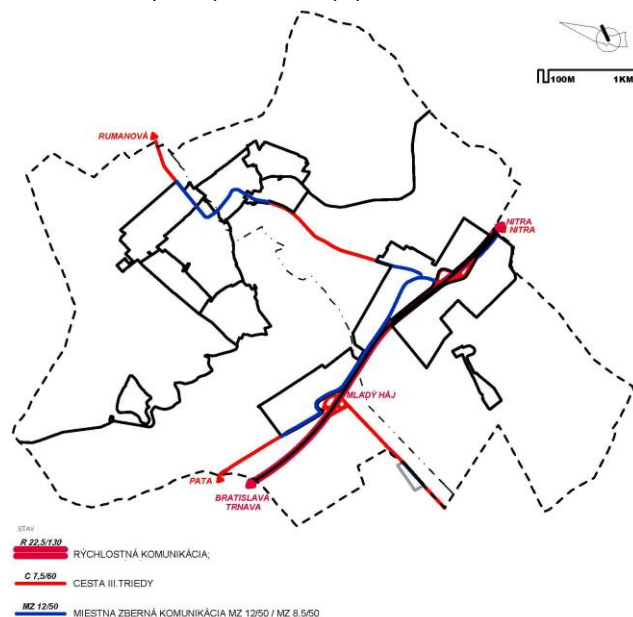 100M 1KM
RUMANOVÁ
NITRA
NITRA
MLADÝ HÁJ
PATA
BRATISLAVA
TRNAVA
STAV
R 22,5/130
RÝCHLOSTNÁ KOMUNIKÁCIA;
C 7,5/60
CESTA III.TRIEDY
MZ 12/50
MIESTNA ZBERNÁ KOMUNIKÁCIA MZ 12/50 / MZ 8.5/50